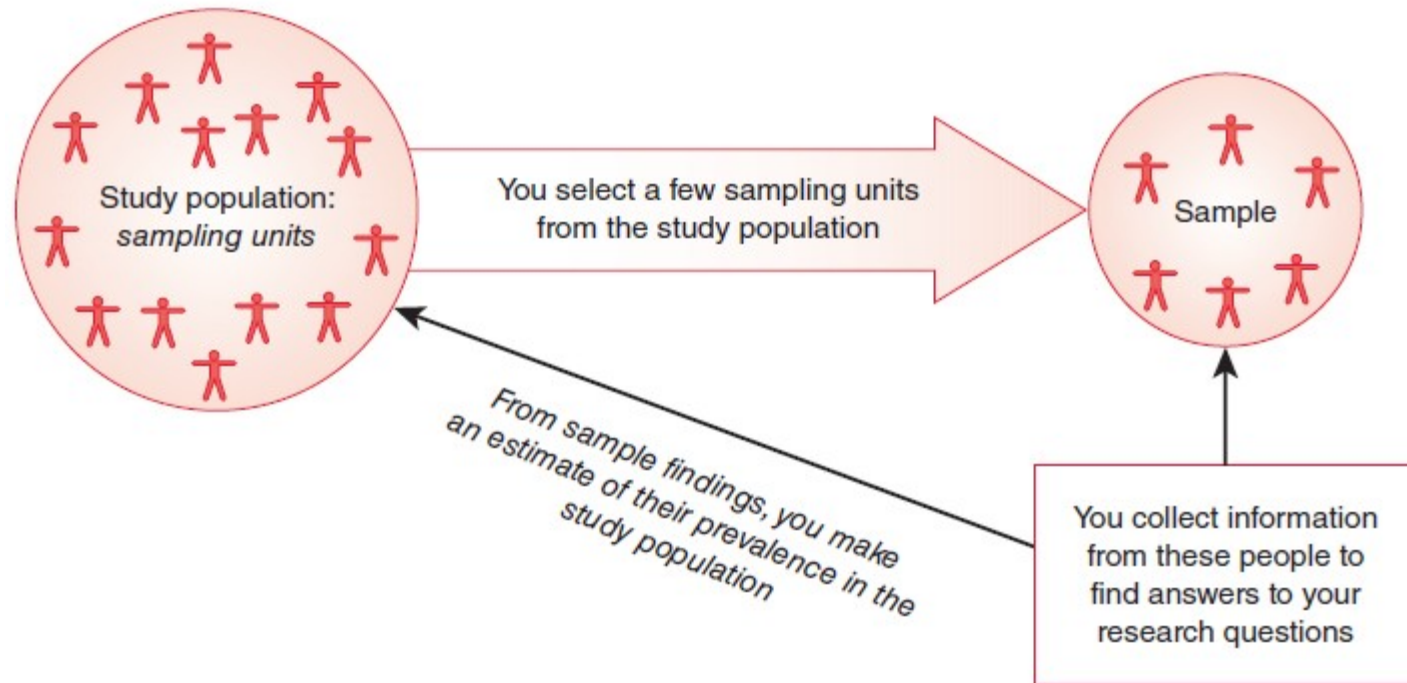 Study population:
sampling units
You select a few sampling units
from the study population
Sample
From sample findings, you make
an estimate of their prevalence in the
study population
You collect information
from these people to
find answers to your
research questions